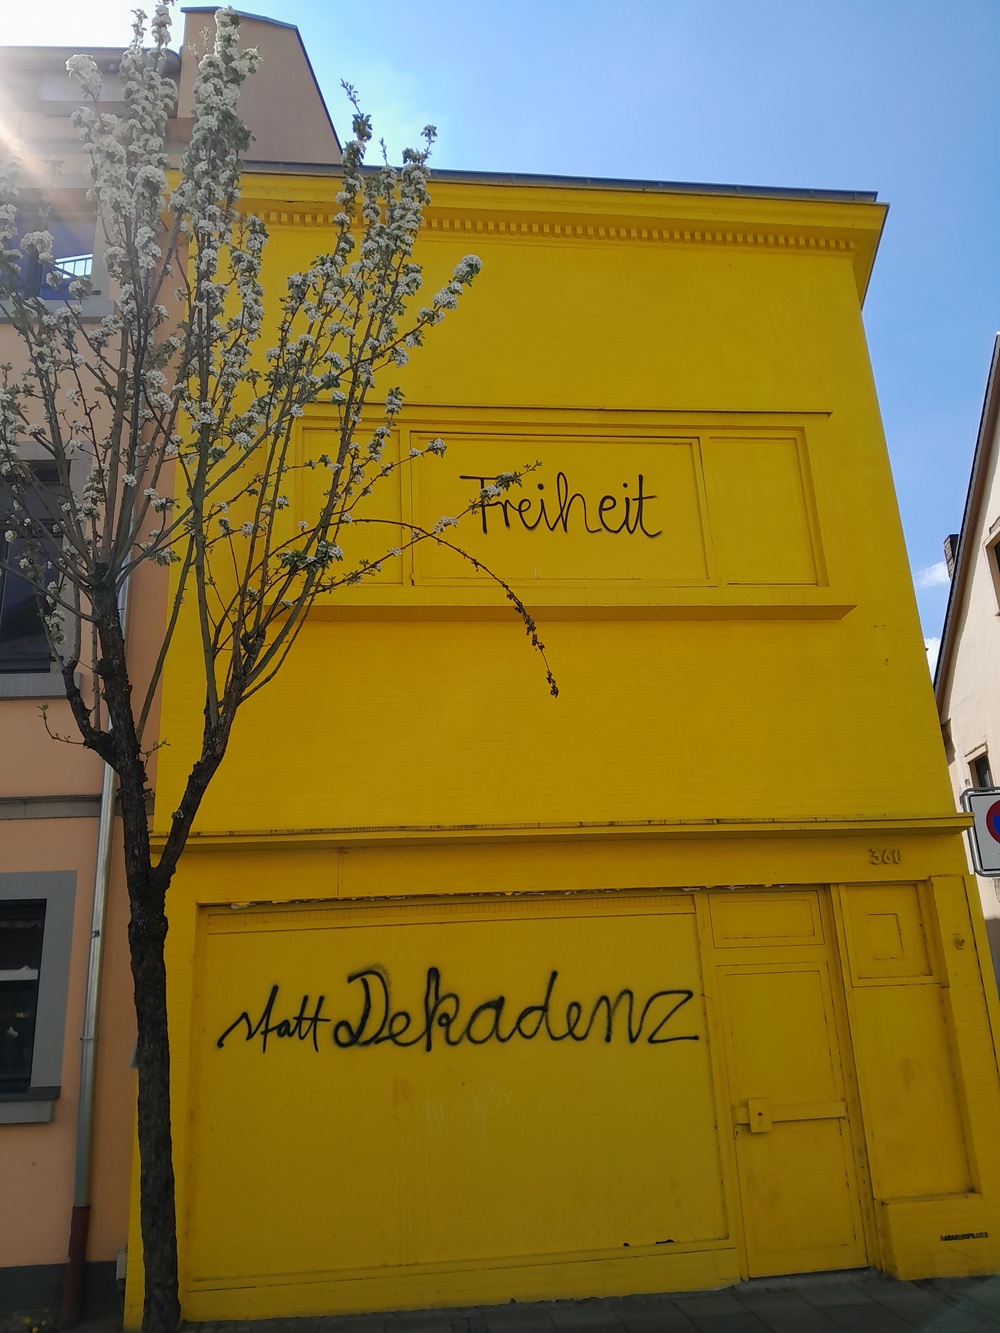 Freiheit
360
statt Dekadenz